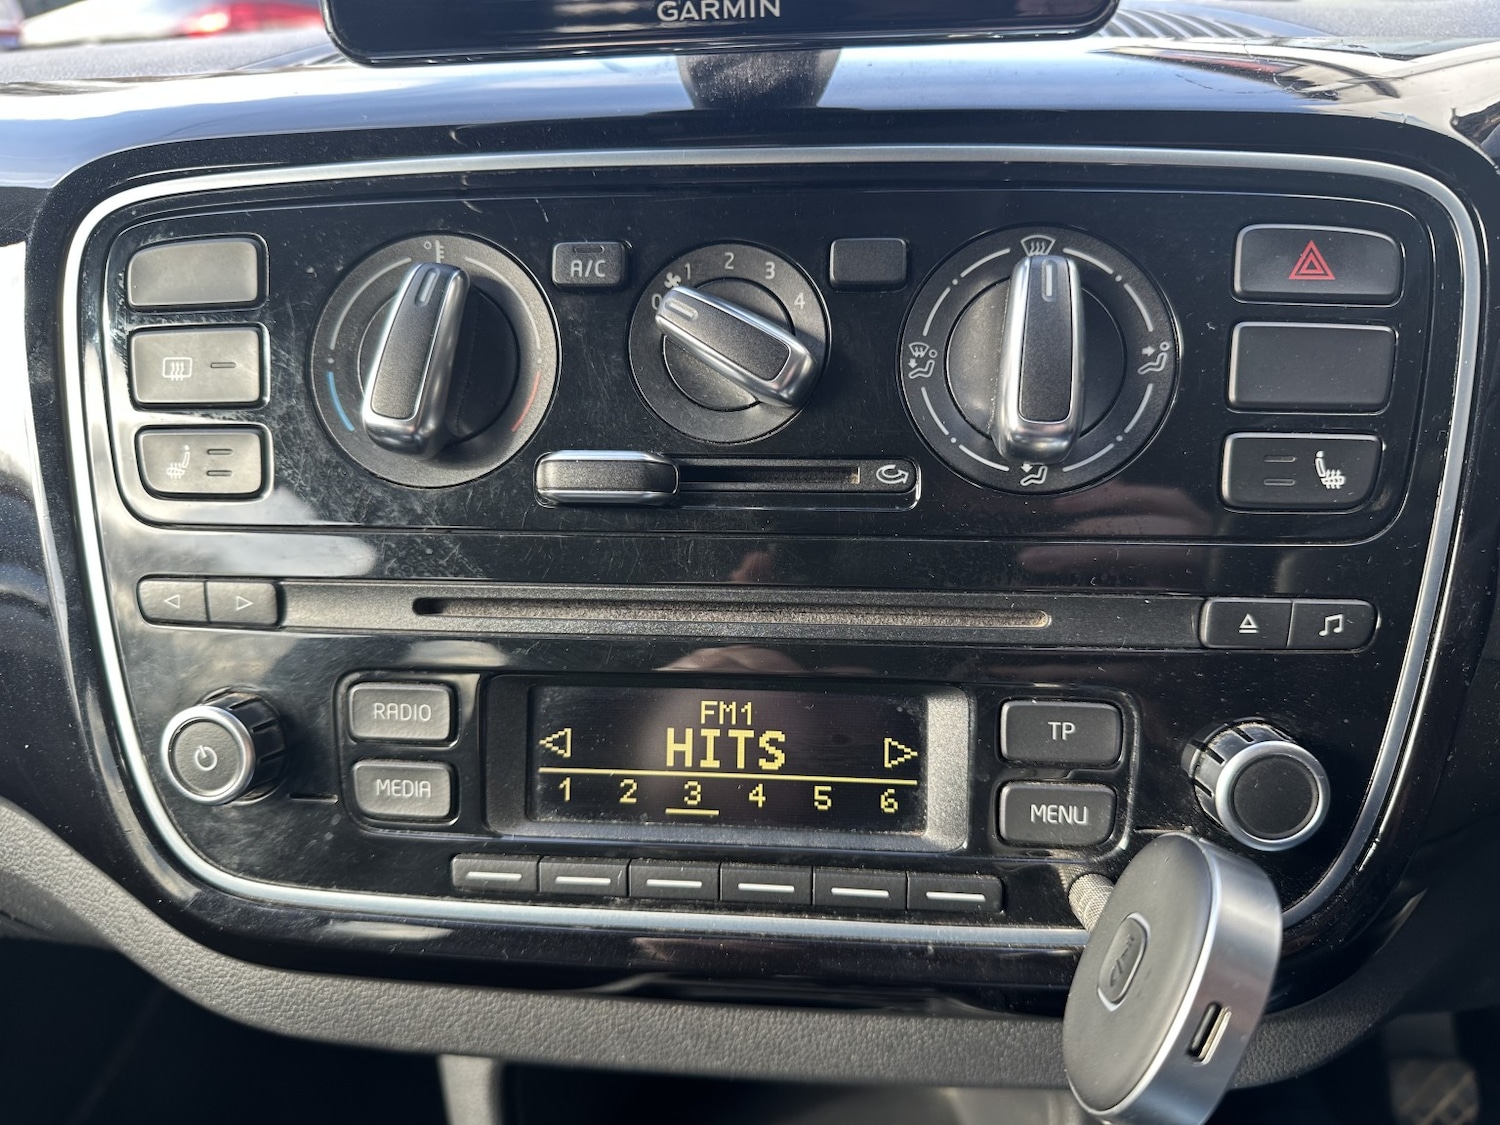 GARMIN
A/C
0 1 2 3 4
RADIO
MEDIA
FM1
HITS
1 2 3 4 5 6
TP
MENU